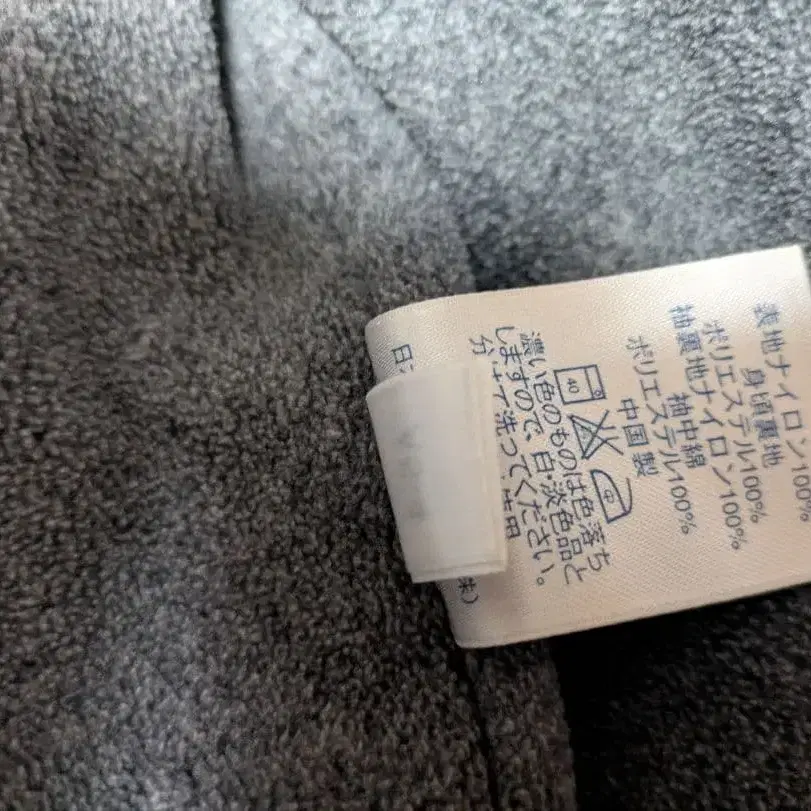 表地ナイロン100%
身頃裏地
ポリエステル100%
袖裏地ナイロン100%
袖中綿
ポリエステル100%
中国製
40
濃い色のものは色落ち
しますので、白・淡色品と
分けて洗ってください。